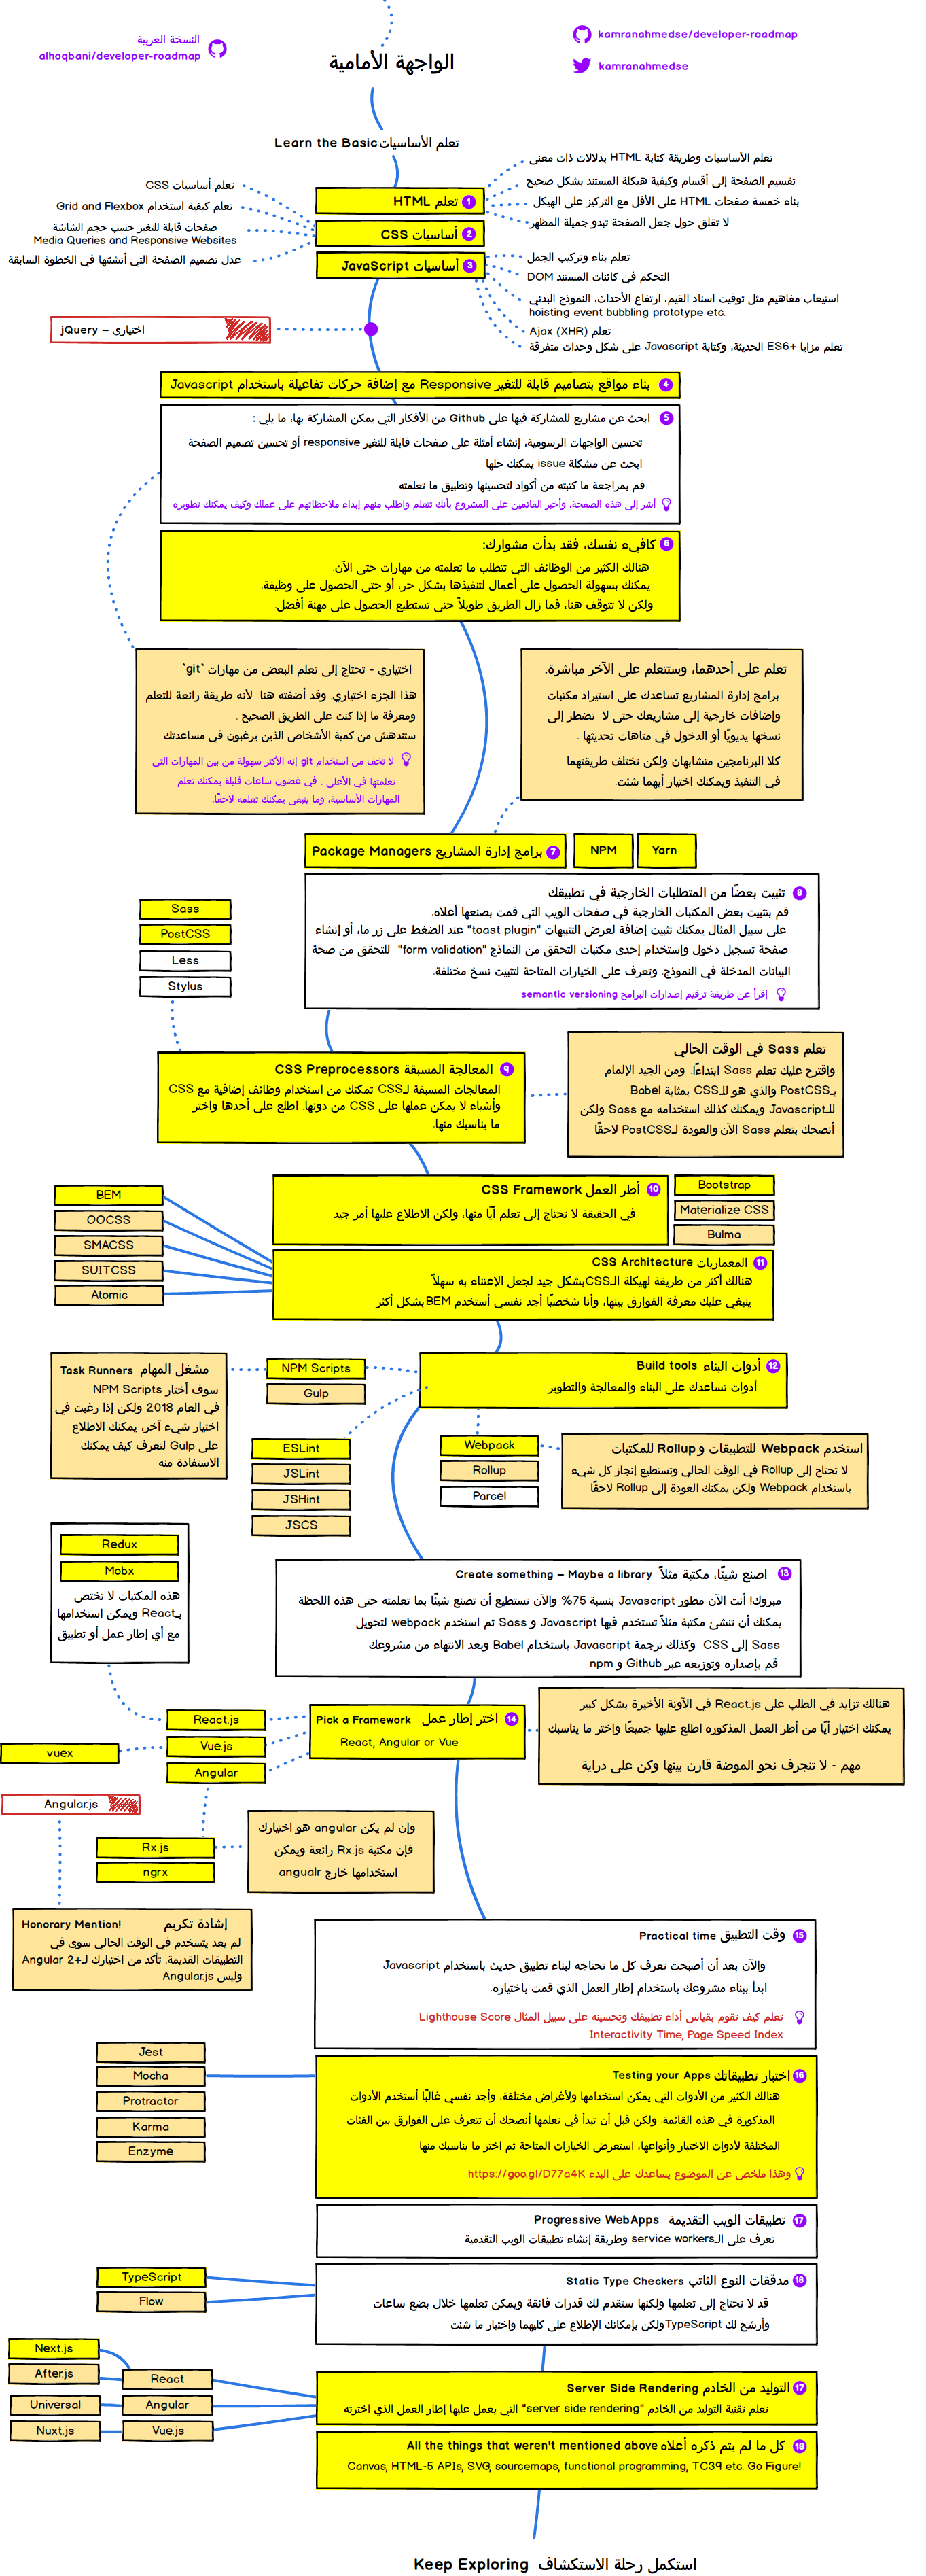 النسخة العربية
alhoqbani/developer-roadmap
kamranahmedse/developer-roadmap
kamranahmedse
الواجهة الأمامية
تعلم الأساسيات Learn the Basic
1 تعلم HTML
تعلم الأساسيات وطريقة كتابة HTML بدلالات ذات معنى
تقسيم الصفحة إلى أقسام وكيفية هيكلة المستند بشكل صحيح
بناء خمسة صفحات HTML على الأقل مع التركيز على الهيكل
لا تقلق حول جعل الصفحة تبدو جميلة المظهر
2 أساسيات CSS
تعلم أساسيات CSS
تعلم كيفية استخدام Grid and Flexbox
صفحات قابلة للتغير حسب حجم الشاشة
Media Queries and Responsive Websites
عدل تصميم الصفحة التي أنشئتها في الخطوة السابقة
3 أساسيات JavaScript
تعلم بناء وتركيب الجمل
التحكم في كائنات المستند DOM
استيعاب مفاهيم مثل توقيت اسناد القيم، ارتفاع الأحداث، النموذج البدني
hoisting event bubbling prototype etc.
تعلم Ajax (XHR)
تعلم مزايا +ES6 الحديثة، وكتابة Javascript على شكل وحدات متفرقة
اختياري – jQuery
4 بناء مواقع بتصاميم قابلة للتغير Responsive مع إضافة حركات تفاعلية باستخدام Javascript
5 ابحث عن مشاريع للمشاركة فيها على Github من الأفكار التي يمكن المشاركة بها، ما يلي :
تحسين الواجهات الرسومية، إنشاء أمثلة على صفحات قابلة للتغير responsive أو تحسين تصميم الصفحة
ابحث عن مشكلة issue يمكنك حلها
قم بمراجعة ما كتبته من أكواد لتحسينها وتطبيق ما تعلمته
أشر إلى هذه الصفحة، وأخبر القائمين على المشروع بأنك تتعلم واطلب منهم إبداء ملاحظاتهم على عملك وكيف يمكنك تطويره
6 كافيء نفسك، فقد بدأت مشوارك:
هنالك الكثير من الوظائف التي تتطلب ما تعلمته من مهارات حتى الآن.
يمكنك بسهولة الحصول على أعمال لتنفيذها بشكل حر، أو حتى الحصول على وظيفة.
ولكن لا تتوقف هنا، فما زال الطريق طويلاً حتى تستطيع الحصول على مهنة أفضل.
اختياري - تحتاج إلى تعلم البعض من مهارات `git`
هذا الجزء اختياري. وقد أضفته هنا لأنه طريقة رائعة للتعلم
ومعرفة ما إذا كنت على الطريق الصحيح .
ستندهش من كمية الأشخاص الذين يرغبون في مساعدتك
لا تخف من استخدام git إنه الأكثر سهولة من بين المهارات التي
تعلمتها في الأعلى . في غضون ساعات قليلة يمكنك تعلم
المهارات الأساسية، وما يتبقى يمكنك تعلمه لاحقًا.
تعلم على أحدهما، وستتعلم على الآخر مباشرة.
برامج إدارة المشاريع تساعدك على استيراد مكتبات
وإضافات خارجية إلى مشاريعك حتى لا تضطر إلى
نسخها يدويًا أو الدخول في متاهات تحديثها .
كلا البرنامجين متشابهان ولكن تختلف طريقتهما
في التنفيذ ويمكنك اختيار أيهما شئت.
7 برامج إدارة المشاريع Package Managers
NPM
Yarn
8 تثبيت بعضًا من المتطلبات الخارجية في تطبيقك
قم بتثبيت بعض المكتبات الخارجية في صفحات الويب التي قمت بصنعها أعلاه.
على سبيل المثال يمكنك تثبيت إضافة لعرض التنبيهات "toast plugin" عند الضغط على زر ما، أو إنشاء
صفحة تسجيل دخول وإستخدام إحدى مكتبات التحقق من النماذج "form validation" للتحقق من صحة
البيانات المدخلة في النموذج. وتعرف على الخيارات المتاحة لتثبيت نسخ مختلفة.
إقرأ عن طريقة ترقيم إصدارات البرامج semantic versioning
Sass
PostCSS
Less
Stylus
9 المعالجة المسبقة CSS Preprocessors
المعالجات المسبقة لـCSS تمكنك من استخدام وظائف إضافية مع CSS
وأشياء لا يمكن عملها على CSS من دونها. اطلع على أحدها واختر
ما يناسبك منها.
تعلم Sass في الوقت الحالي
واقترح عليك تعلم Sass ابتداءًا. ومن الجيد الإلمام
بـPostCSS والذي هو للـCSS بمثابة Babel
للـJavascript ويمكنك كذلك استخدامه مع Sass ولكن
أنصحك بتعلم Sass الآن والعودة لـPostCSS لاحقًا
10 أطر العمل CSS Framework
في الحقيقة لا تحتاج إلى تعلم أيًا منها، ولكن الاطلاع عليها أمر جيد
Bootstrap
Materialize CSS
Bulma
11 المعماريات CSS Architecture
هنالك أكثر من طريقة لهيكلة الـCSS بشكل جيد لجعل الإعتناء به سهلاً
ينبغي عليك معرفة الفوارق بينها، وأنا شخصيًا أجد نفسي أستخدم BEM بشكل أكثر
BEM
OOCSS
SMACSS
SUITCSS
Atomic
12 أدوات البناء Build tools
أدوات تساعدك على البناء والمعالجة والتطوير
NPM Scripts
Gulp
مشغل المهام Task Runners
سوف أختار NPM Scripts
في العام 2018 ولكن إذا رغبت في
اختيار شيء آخر، يمكنك الاطلاع
على Gulp لتعرف كيف يمكنك
الاستفادة منه
ESLint
JSLint
JSHint
JSCS
Webpack
Rollup
Parcel
استخدم Webpack للتطبيقات و Rollup للمكتبات
لا تحتاج إلى Rollup في الوقت الحالي وتستطيع إنجاز كل شيء
باستخدام Webpack ولكن يمكنك العودة إلى Rollup لاحقًا
13 اصنع شيئًا، مكتبة مثلاً Create something – Maybe a library
مبروك! أنت الآن مطور Javascript بنسبة 75% والآن تستطيع أن تصنع شيئًا بما تعلمته حتى هذه اللحظة
يمكنك أن تنشئ مكتبة مثلاً تستخدم فيها Javascript و Sass ثم استخدم webpack لتحويل
Sass إلى CSS وكذلك ترجمة Javascript باستخدام Babel وبعد الانتهاء من مشروعك
قم بإصداره وتوزيعه عبر Github و npm
Redux
Mobx
هذه المكتبات لا تختص
بـReact ويمكن استخدامها
مع أي إطار عمل أو تطبيق
14 اختر إطار عمل Pick a Framework
React, Angular or Vue
هنالك تزايد في الطلب على React.js في الآونة الأخيرة بشكل كبير
يمكنك اختيار أيًا من أطر العمل المذكوره اطلع عليها جميعًا واختر ما يناسبك
مهم - لا تنجرف نحو الموضة قارن بينها وكن على دراية
React.js
Vue.js
Angular
vuex
Angular.js
Rx.js
ngrx
وإن لم يكن angular هو اختيارك
فإن مكتبة Rx.js رائعة ويمكن
استخدامها خارج angualr
إشادة تكريم Honorary Mention!
لم يعد يتسخدم في الوقت الحالي سوى في
التطبيقات القديمة. تأكد من اختيارك لـ+Angular 2
وليس Angular.js
15 وقت التطبيق Practical time
والآن بعد أن أصبحت تعرف كل ما تحتاجه لبناء تطبيق حديث باستخدام Javascript
ابدأ ببناء مشروعك باستخدام إطار العمل الذي قمت باختياره.
تعلم كيف تقوم بقياس أداء تطبيقك وتحسينه على سبيل المثال Lighthouse Score
Interactivity Time, Page Speed Index
Jest
Mocha
Protractor
Karma
Enzyme
16 اختبار تطبيقاتك Testing your Apps
هنالك الكثير من الأدوات التي يمكن استخدامها ولأغراض مختلفة، وأجد نفسي غالبًا أستخدم الأدوات
المذكورة في هذه القائمة. ولكن قبل أن تبدأ في تعلمها أنصحك أن تتعرف على الفوارق بين الفئات
المختلفة لأدوات الاختبار وأنواعها، استعرض الخيارات المتاحة ثم اختر ما يناسبك منها
وهذا ملخص عن الموضوع يساعدك على البدء https://goo.gl/D77a4K
17 تطبيقات الويب التقديمة Progressive WebApps
تعرف على الـservice workers وطريقة إنشاء تطبيقات الويب التقدمية
18 مدققات النوع الثاتب Static Type Checkers
قد لا تحتاج إلى تعلمها ولكنها ستقدم لك قدرات فائقة ويمكن تعلمها خلال بضع ساعات
وأرشح لك TypeScript ولكن بإمكانك الإطلاع على كليهما واختيار ما شئت
TypeScript
Flow
17 التوليد من الخادم Server Side Rendering
تعلم تقنية التوليد من الخادم "server side rendering" التي يعمل عليها إطار العمل الذي اخترته
Next.js
After.js
React
Universal
Angular
Nuxt.js
Vue.js
18 كل ما لم يتم ذكره أعلاه All the things that weren't mentioned above
Canvas, HTML-5 APIs, SVG, sourcemaps, functional programming, TC39 etc. Go Figure!
استكمل رحلة الاستكشاف Keep Exploring